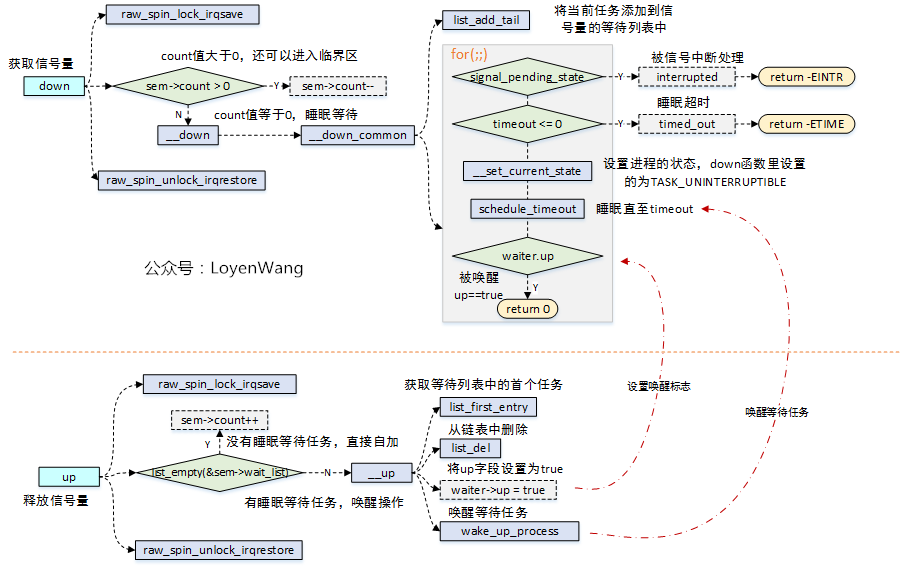 raw_spin_lock_irqsave
获取信号量
down
count值大于0，还可以进入临界区
sem->count > 0
Y
sem->count--
N
count值等于0，睡眠等待
__down
__down_common
raw_spin_unlock_irqrestore
list_add_tail
将当前任务添加到信
号量的等待列表中
for(;;)
signal_pending_state
Y
被信号中断处理
interrupted
return -EINTR
timeout <= 0
Y
睡眠超时
timed_out
return -ETIME
__set_current_state
设置进程的状态，down函数里设置
的为TASK_UNINTERRUPTIBLE
schedule_timeout
睡眠直至timeout
waiter.up
被唤醒
up==true
Y
return 0
公众号：LoyenWang
raw_spin_lock_irqsave
sem->count++
Y
没有睡眠等待任务，直接自加
up
释放信号量
list_empty(&sem->wait_list)
N
有睡眠等待任务，唤醒操作
__up
raw_spin_unlock_irqrestore
获取等待列表中的首个任务
list_first_entry
从链表中删除
list_del
将up字段设置为true
waiter->up = true
唤醒等待任务
wake_up_process
设置唤醒标志
唤醒等待任务